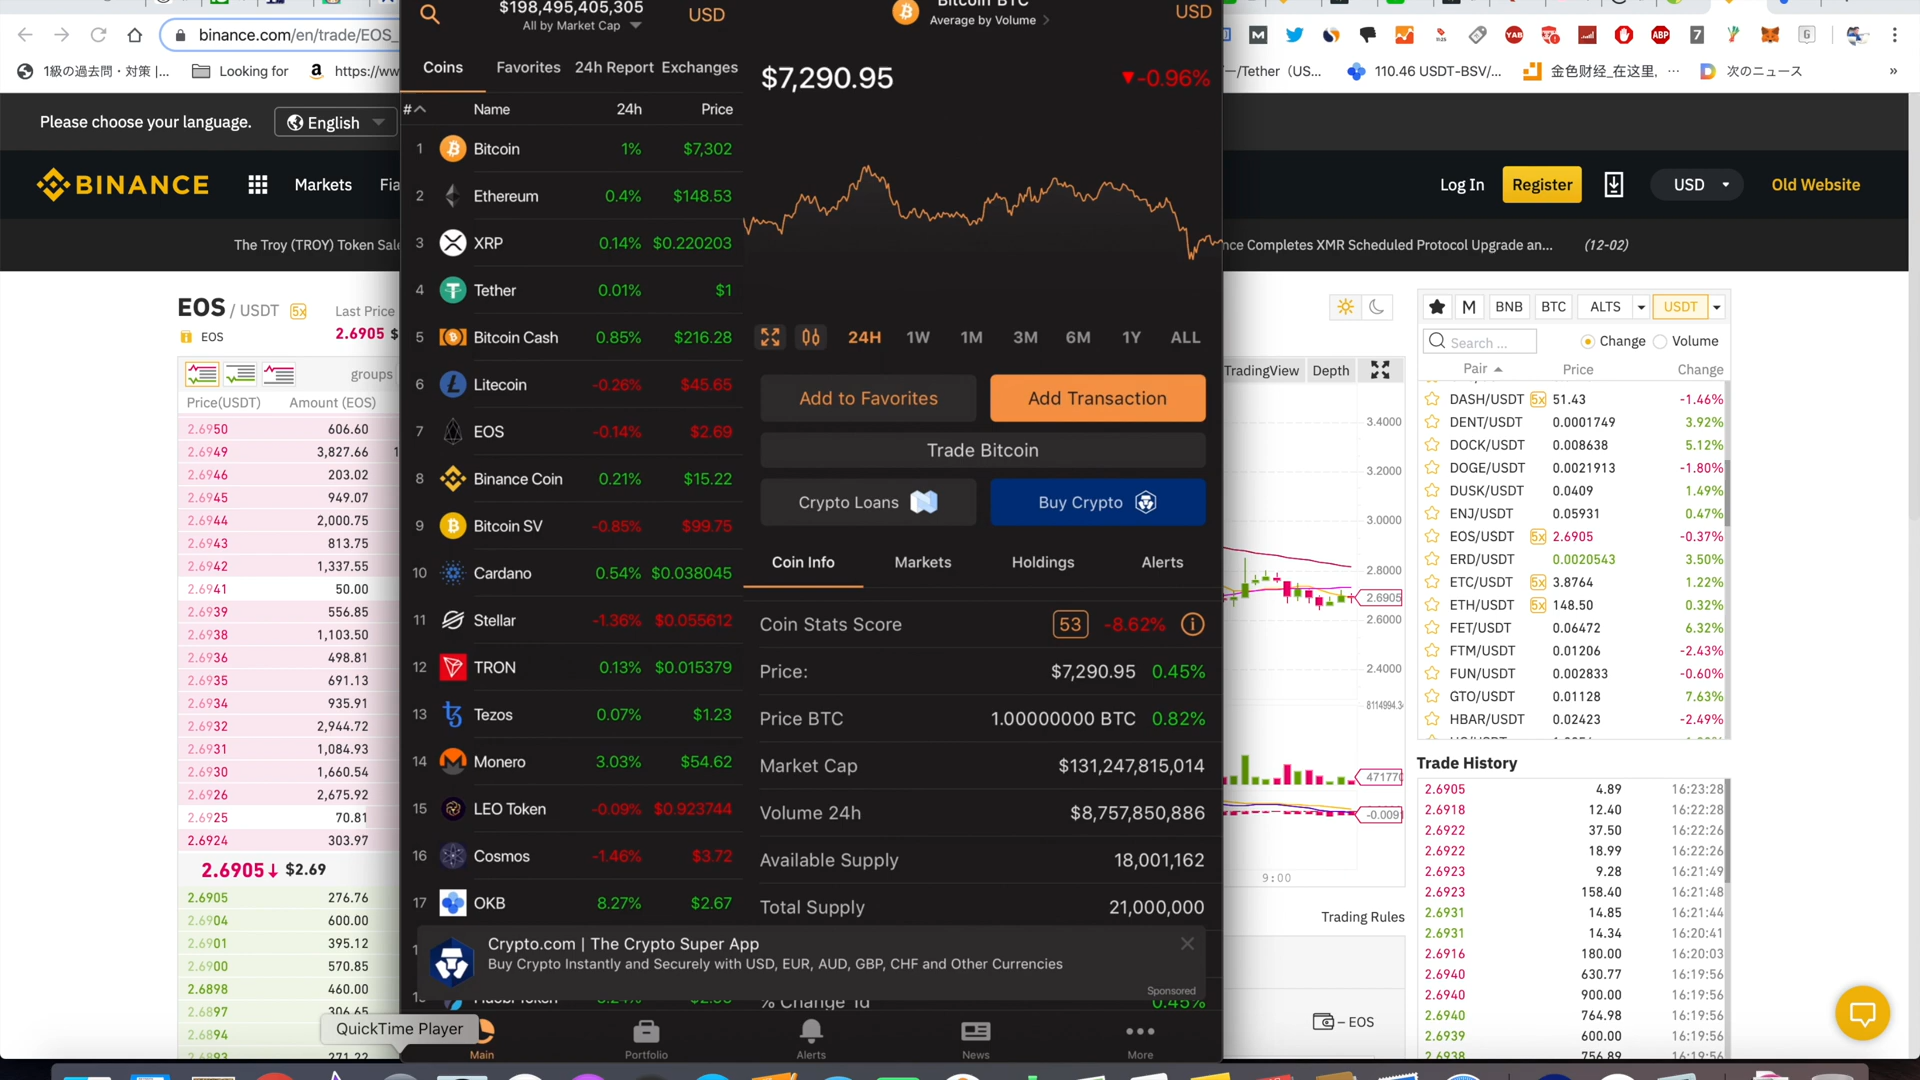 binance.com/en/trade/EOS_
1級の過去問・対策 |...
Looking for
https://ww
ー/Tether（US...
110.46 USDT-BSV/...
金色财经_在这里, ...
次のニュース
»
Please choose your language.
English
BINANCE
Markets
Fia
Log In
Register
USD
Old Website
The Troy (TROY) Token Sale
nce Completes XMR Scheduled Protocol Upgrade an...
(12-02)
EOS / USDT 5x
Last Price
EOS
2.6905 $
groups
Price(USDT) Amount (EOS)
2.6950 606.60
2.6949 3,827.66
2.6946 203.02
2.6945 949.07
2.6944 2,000.75
2.6943 813.75
2.6942 1,337.55
2.6941 50.00
2.6939 556.85
2.6938 1,103.50
2.6936 498.81
2.6935 691.13
2.6934 935.91
2.6932 2,944.72
2.6931 1,084.93
2.6930 1,660.54
2.6926 2,675.92
2.6925 70.81
2.6924 303.97
2.6905↓ $2.69
2.6905 276.76
2.6904 600.00
2.6901 395.12
2.6900 570.85
2.6898 460.00
2.6897 306.65
2.6894
2.6893 271.22
QuickTime Player
$198,495,405,305
All by Market Cap
USD
Coins
Favorites
24h Report
Exchanges
# Name 24h Price
1 Bitcoin 1% $7,302
2 Ethereum 0.4% $148.53
3 XRP 0.14% $0.220203
4 Tether 0.01% $1
5 Bitcoin Cash 0.85% $216.28
6 Litecoin -0.26% $45.65
7 EOS -0.14% $2.69
8 Binance Coin 0.21% $15.22
9 Bitcoin SV -0.85% $99.75
10 Cardano 0.54% $0.038045
11 Stellar -1.36% $0.055612
12 TRON 0.13% $0.015379
13 Tezos 0.07% $1.23
14 Monero 3.03% $54.62
15 LEO Token -0.09% $0.923744
16 Cosmos -1.46% $3.72
17 OKB 8.27% $2.67
Bitcoin BTC
Average by Volume
USD
$7,290.95
-0.96%
24H 1W 1M 3M 6M 1Y ALL
Add to Favorites
Add Transaction
Trade Bitcoin
Crypto Loans
Buy Crypto
Coin Info
Markets
Holdings
Alerts
Coin Stats Score 53 -8.62%
Price: $7,290.95 0.45%
Price BTC 1.00000000 BTC 0.82%
Market Cap $131,247,815,014
Volume 24h $8,757,850,886
Available Supply 18,001,162
Total Supply 21,000,000
Crypto.com | The Crypto Super App
Buy Crypto Instantly and Securely with USD, EUR, AUD, GBP, CHF and Other Currencies
Sponsored
% Change 1d 0.45%
Main
Portfolio
Alerts
News
More
TradingView
Depth
3.4000
3.2000
3.0000
2.8000
2.6905
2.6000
2.4000
8114994.3
47177
-0.009
9:00
Trading Rules
– EOS
M
BNB
BTC
ALTS
USDT
Search ...
Change
Volume
Pair Price Change
DASH/USDT 5x 51.43 -1.46%
DENT/USDT 0.0001749 3.92%
DOCK/USDT 0.008638 5.12%
DOGE/USDT 0.0021913 -1.80%
DUSK/USDT 0.0409 1.49%
ENJ/USDT 0.05931 0.47%
EOS/USDT 5x 2.6905 -0.37%
ERD/USDT 0.0020543 3.50%
ETC/USDT 5x 3.8764 1.22%
ETH/USDT 5x 148.50 0.32%
FET/USDT 0.06472 6.32%
FTM/USDT 0.01206 -2.43%
FUN/USDT 0.002833 -0.60%
GTO/USDT 0.01128 7.63%
HBAR/USDT 0.02423 -2.49%
Trade History
2.6905 4.89 16:23:28
2.6918 12.40 16:22:28
2.6922 37.50 16:22:26
2.6922 18.99 16:22:26
2.6923 9.28 16:21:49
2.6923 158.40 16:21:48
2.6931 14.85 16:21:44
2.6931 14.34 16:20:41
2.6916 180.00 16:20:03
2.6940 630.77 16:19:56
2.6940 900.00 16:19:56
2.6940 764.98 16:19:56
2.6939 600.00 16:19:56
2.6938 756.89 16:19:56